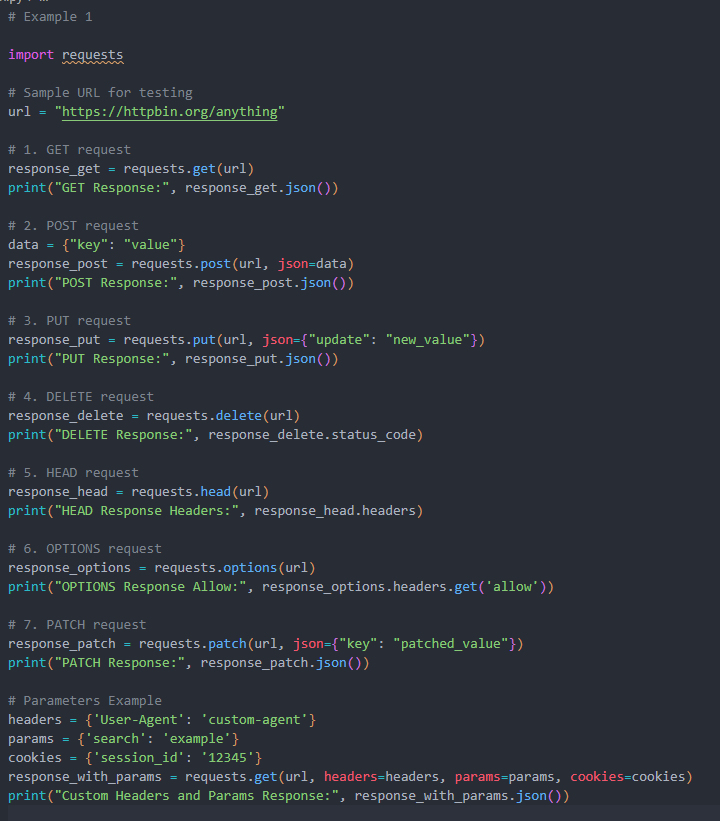 # Example 1
import requests
# Sample URL for testing
url = "https://httpbin.org/anything"
# 1. GET request
response_get = requests.get(url)
print("GET Response:", response_get.json())
# 2. POST request
data = {"key": "value"}
response_post = requests.post(url, json=data)
print("POST Response:", response_post.json())
# 3. PUT request
response_put = requests.put(url, json={"update": "new_value"})
print("PUT Response:", response_put.json())
# 4. DELETE request
response_delete = requests.delete(url)
print("DELETE Response:", response_delete.status_code)
# 5. HEAD request
response_head = requests.head(url)
print("HEAD Response Headers:", response_head.headers)
# 6. OPTIONS request
response_options = requests.options(url)
print("OPTIONS Response Allow:", response_options.headers.get('allow'))
# 7. PATCH request
response_patch = requests.patch(url, json={"key": "patched_value"})
print("PATCH Response:", response_patch.json())
# Parameters Example
headers = {'User-Agent': 'custom-agent'}
params = {'search': 'example'}
cookies = {'session_id': '12345'}
response_with_params = requests.get(url, headers=headers, params=params, cookies=cookies)
print("Custom Headers and Params Response:", response_with_params.json())